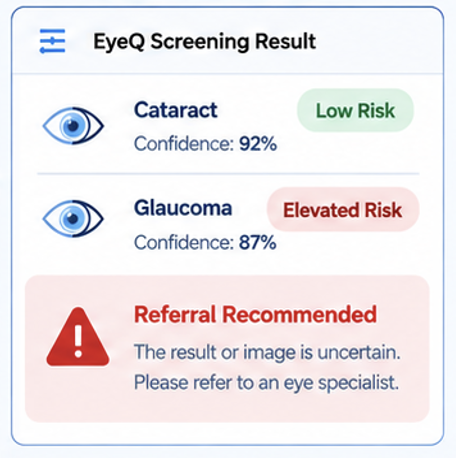 EyeQ Screening Result
Cataract
Low Risk
Confidence: 92%
Glaucoma
Elevated Risk
Confidence: 87%
Referral Recommended
The result or image is uncertain.
Please refer to an eye specialist.